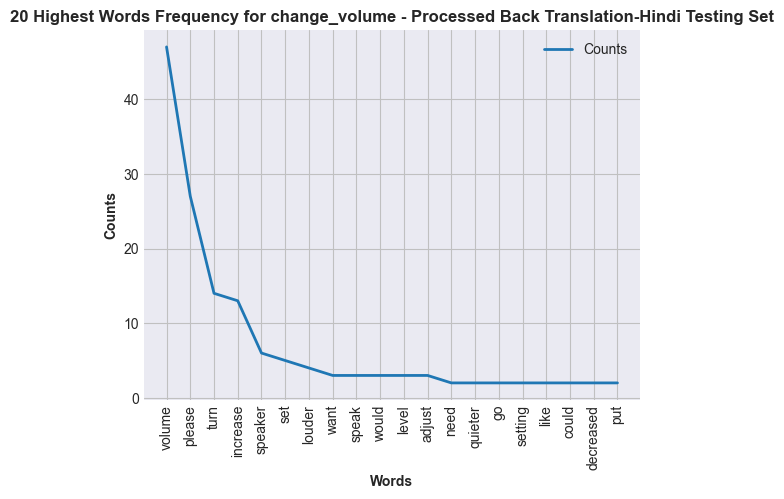 20 Highest Words Frequency for change_volume - Processed Back Translation-Hindi Testing Set
Counts
40
30
20
10
0
Counts
volume
please
turn
increase
speaker
set
louder
want
speak
would
level
adjust
need
quieter
go
setting
like
could
decreased
put
Words